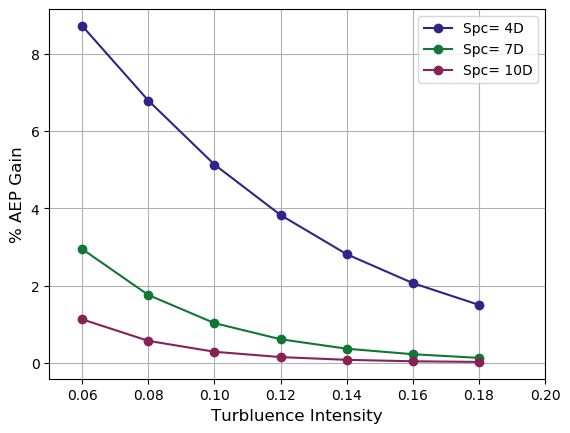 Spc= 4D
Spc= 7D
Spc= 10D
% AEP Gain
8
6
4
2
0
0.06 0.08 0.10 0.12 0.14 0.16 0.18 0.20
Turbluence Intensity